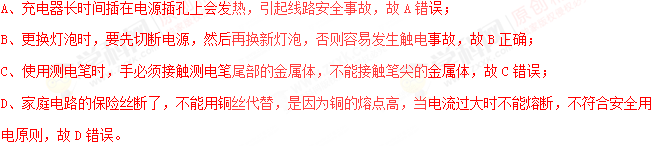 A、充电器长时间插在电源插孔上会发热，引起线路安全事故，故 A 错误；
B、更换灯泡时，要先切断电源，然后再换新灯泡，否则容易发生触电事故，故 B 正确；
C、使用测电笔时，手必须接触测电笔尾部的金属体，不能接触笔尖的金属体，故 C 错误；
D、家庭电路的保险丝断了，不能用铜丝代替，是因为铜的熔点高，当电流过大时不能熔断，不符合安全用
电原则，故 D 错误。